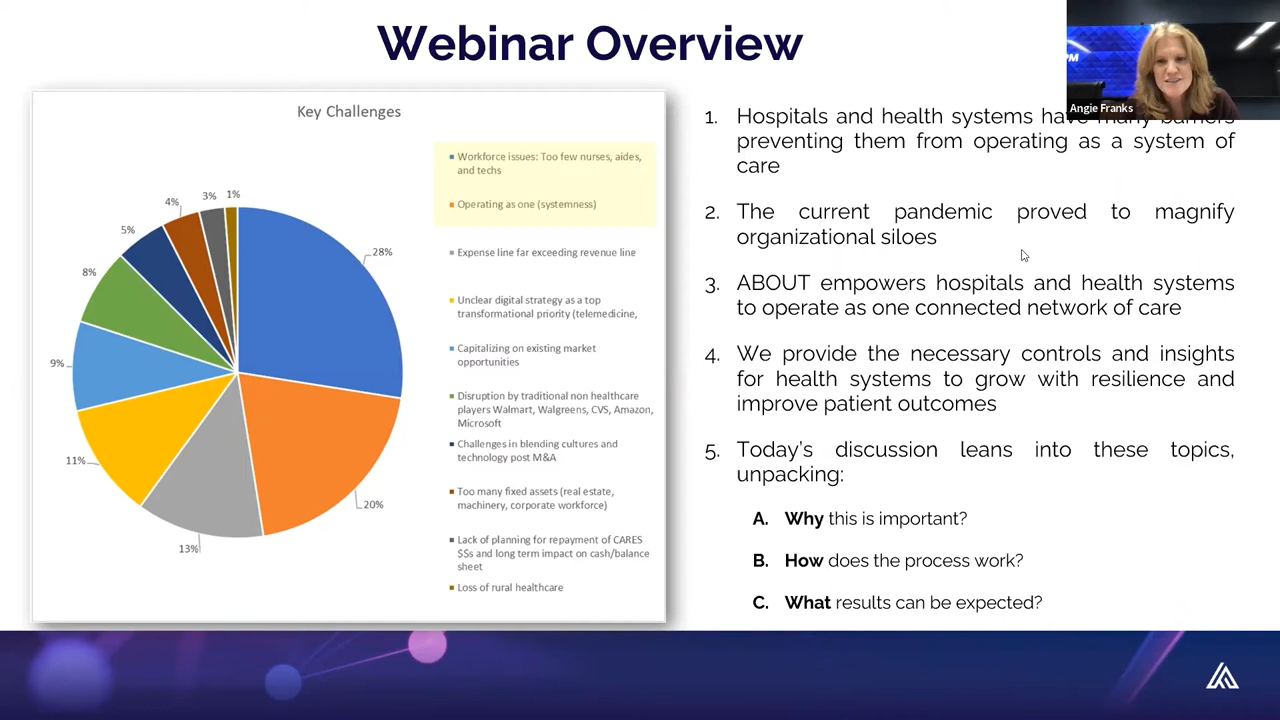 Webinar Overview
PM
Angie Franks
Key Challenges
28%
20%
13%
11%
9%
8%
5%
4%
3%
1%
Workforce issues: Too few nurses, aides,
and techs
Operating as one (systemness)
Expense line far exceeding revenue line
Unclear digital strategy as a top
transformational priority (telemedicine,
Capitalizing on existing market
opportunities
Disruption by traditional non healthcare
players Walmart, Walgreens, CVS, Amazon,
Microsoft
Challenges in blending cultures and
technology post M&A
Too many fixed assets (real estate,
machinery, corporate workforce)
Lack of planning for repayment of CARES
$$s and long term impact on cash/balance
sheet
Loss of rural healthcare
1. Hospitals and health systems have many barriers
preventing them from operating as a system of
care
2. The current pandemic proved to magnify
organizational siloes
3. ABOUT empowers hospitals and health systems
to operate as one connected network of care
4. We provide the necessary controls and insights
for health systems to grow with resilience and
improve patient outcomes
5. Today's discussion leans into these topics,
unpacking:
A. Why this is important?
B. How does the process work?
C. What results can be expected?